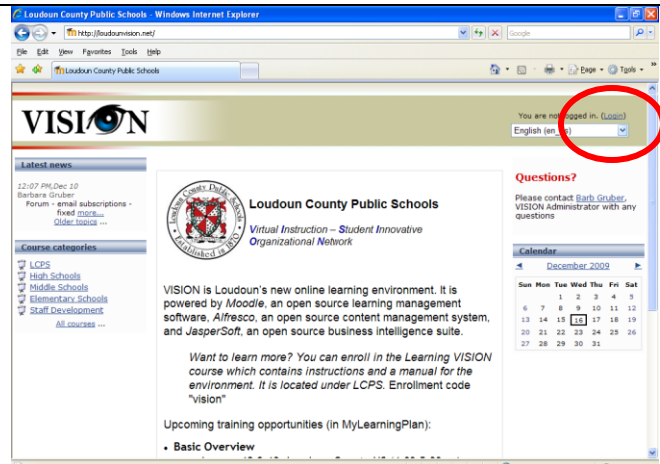 Loudoun County Public Schools - Windows Internet Explorer
http://loudounvision.net/
Google
File Edit View Favorites Tools Help
Loudoun County Public Schools
Page Tools
VISION
You are not logged in. (Login)
English (en_us)
Latest news
12:07 PM,Dec 10
Barbara Gruber
Forum - email subscriptions -
fixed more...
Older topics ...
Course categories
LCPS
High Schools
Middle Schools
Elementary Schools
Staff Development
All courses ...
Loudoun County Public Schools
Virtual Instruction – Student Innovative
Organizational Network
VISION is Loudoun's new online learning environment. It is
powered by Moodle, an open source learning management
software, Alfresco, an open source content management system,
and JasperSoft, an open source business intelligence suite.
Want to learn more? You can enroll in the Learning VISION
course which contains instructions and a manual for the
environment. It is located under LCPS. Enrollment code
"vision"
Upcoming training opportunities (in MyLearningPlan):
• Basic Overview
Questions?
Please contact Barb Gruber,
VISION Administrator with any
questions
Calendar
◄ December 2009 ►
Sun Mon Tue Wed Thu Fri Sat
1 2 3 4 5
6 7 8 9 10 11 12
13 14 15 16 17 18 19
20 21 22 23 24 25 26
27 28 29 30 31